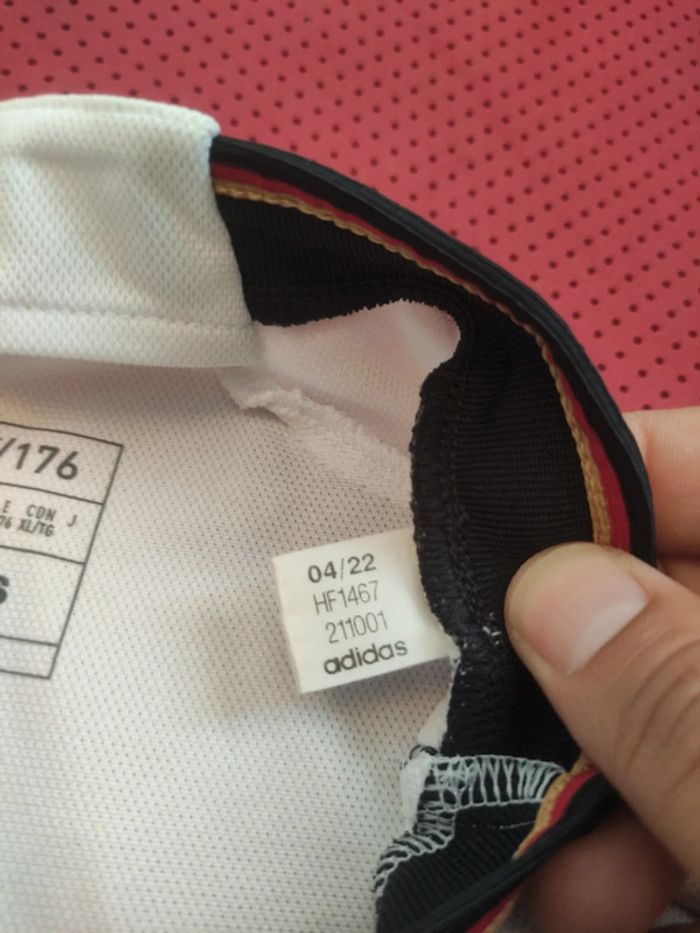 /176
E CDN J
76 XL/TG
s
04/22
HF1467
211001
adidas